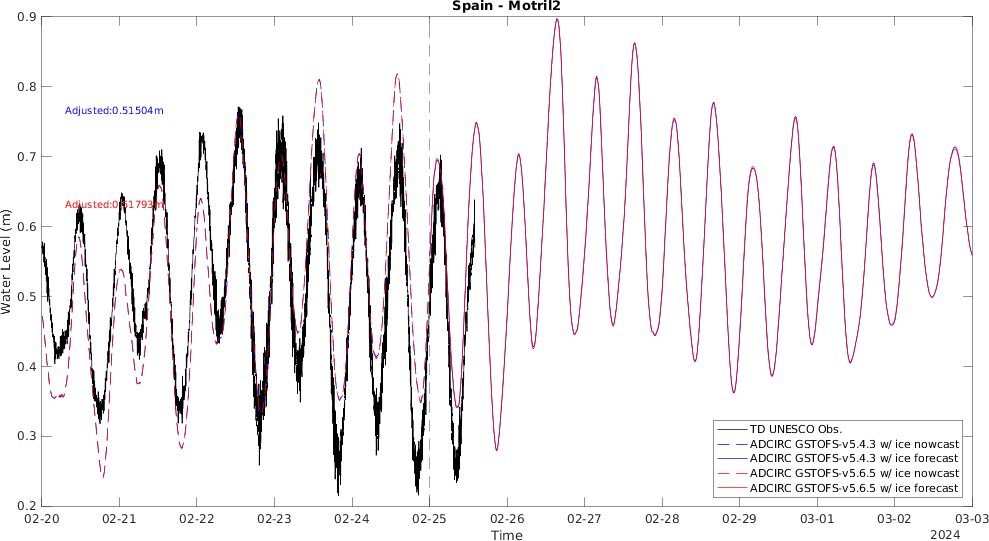 Spain - Motril2
Water Level (m)
0.9
0.8
0.7
0.6
0.5
0.4
0.3
0.2
Adjusted:0.51504m
Adjusted:0.51793m
TD UNESCO Obs.
ADCIRC GSTOFS-v5.4.3 w/ ice nowcast
ADCIRC GSTOFS-v5.4.3 w/ ice forecast
ADCIRC GSTOFS-v5.6.5 w/ ice nowcast
ADCIRC GSTOFS-v5.6.5 w/ ice forecast
02-20 02-21 02-22 02-23 02-24 02-25 02-26 02-27 02-28 02-29 03-01 03-02 03-03
Time
2024